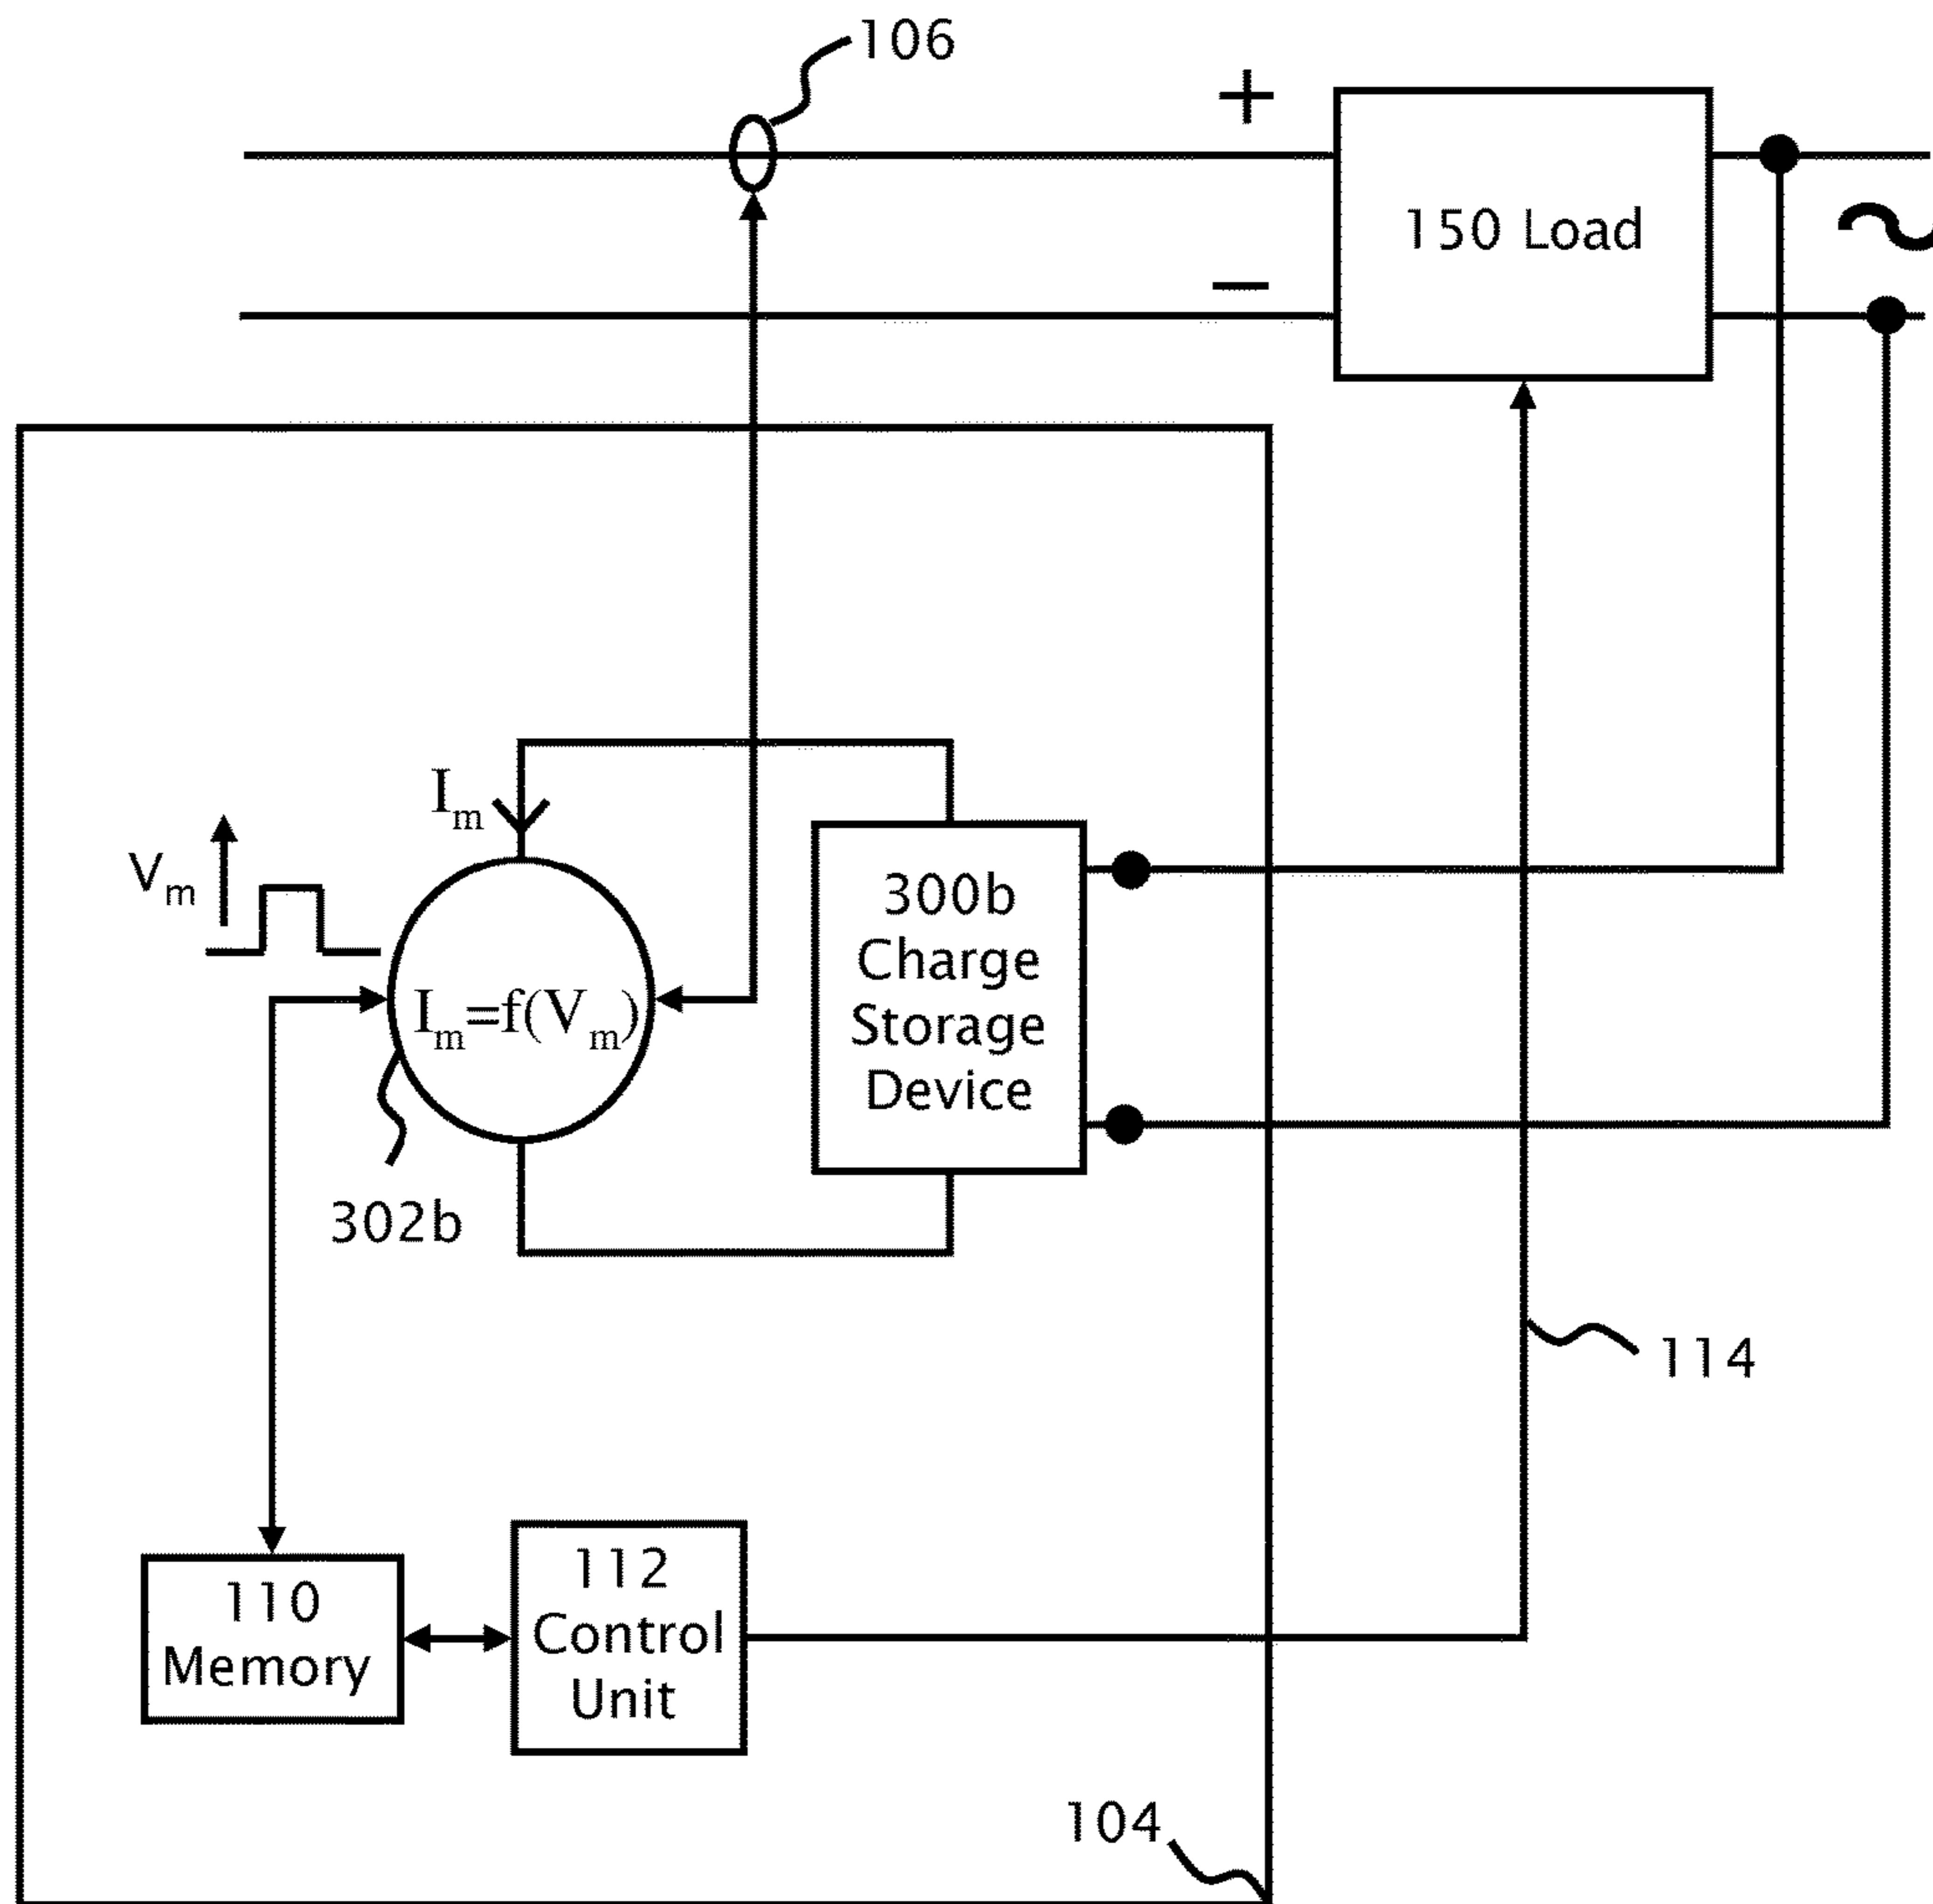 106
+
150 Load
−
~
I_m
V_m
300b
Charge
Storage
Device
I_m=f(V_m)
302b
114
110
Memory
112
Control
Unit
104